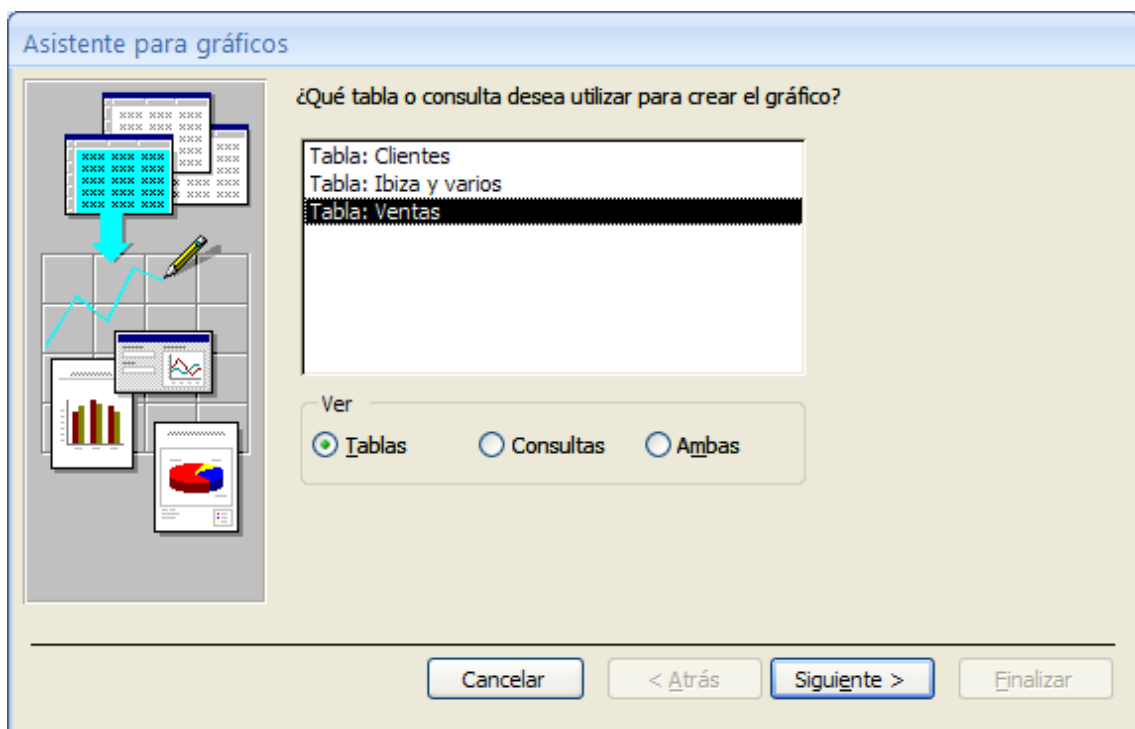 Asistente para gráficos
¿Qué tabla o consulta desea utilizar para crear el gráfico?
Tabla: Clientes
Tabla: Ibiza y varios
Tabla: Ventas
Ver
Tablas Consultas Ambas
Cancelar < Atrás Siguiente > Finalizar